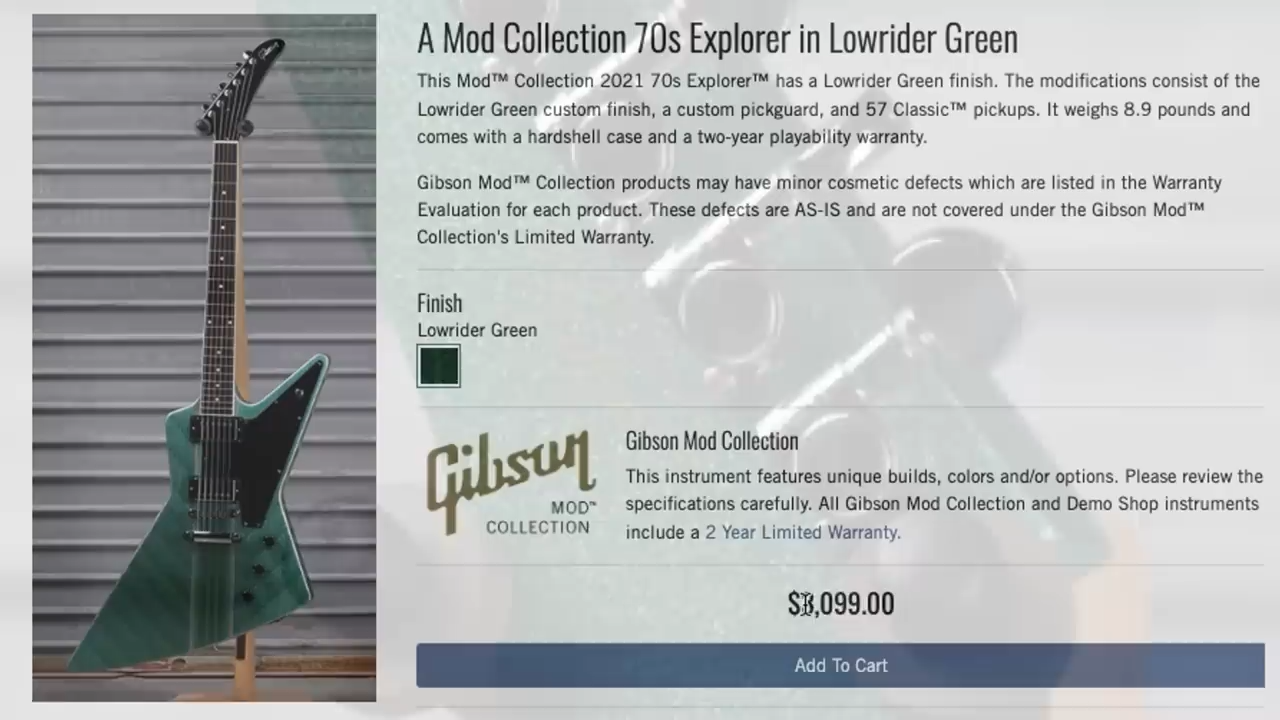 A Mod Collection 70s Explorer in Lowrider Green
This Mod™ Collection 2021 70s Explorer™ has a Lowrider Green finish. The modifications consist of the
Lowrider Green custom finish, a custom pickguard, and 57 Classic™ pickups. It weighs 8.9 pounds and
comes with a hardshell case and a two-year playability warranty.
Gibson Mod™ Collection products may have minor cosmetic defects which are listed in the Warranty
Evaluation for each product. These defects are AS-IS and are not covered under the Gibson Mod™
Collection's Limited Warranty.
Finish
Lowrider Green
Gibson
MOD™
COLLECTION
Gibson Mod Collection
This instrument features unique builds, colors and/or options. Please review the
specifications carefully. All Gibson Mod Collection and Demo Shop instruments
include a 2 Year Limited Warranty.
$3,099.00
Add To Cart